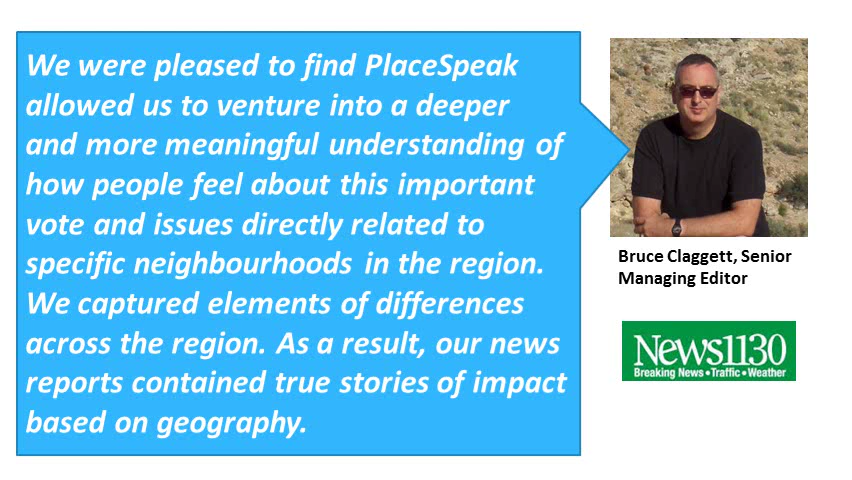 We were pleased to find PlaceSpeak
allowed us to venture into a deeper
and more meaningful understanding of
how people feel about this important
vote and issues directly related to
specific neighbourhoods in the region.
We captured elements of differences
across the region. As a result, our news
reports contained true stories of impact
based on geography.
Bruce Claggett, Senior
Managing Editor
News1130
Breaking News • Traffic • Weather